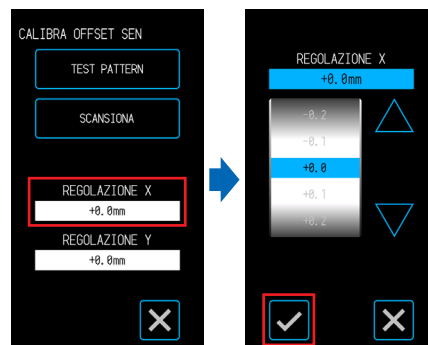 CALIBRA OFFSET SEN
TEST PATTERN
SCANSIONA
REGOLAZIONE X
+0.0mm
REGOLAZIONE Y
+0.0mm
REGOLAZIONE X
+0.0mm
-0.2
-0.1
+0.0
+0.1
+0.2